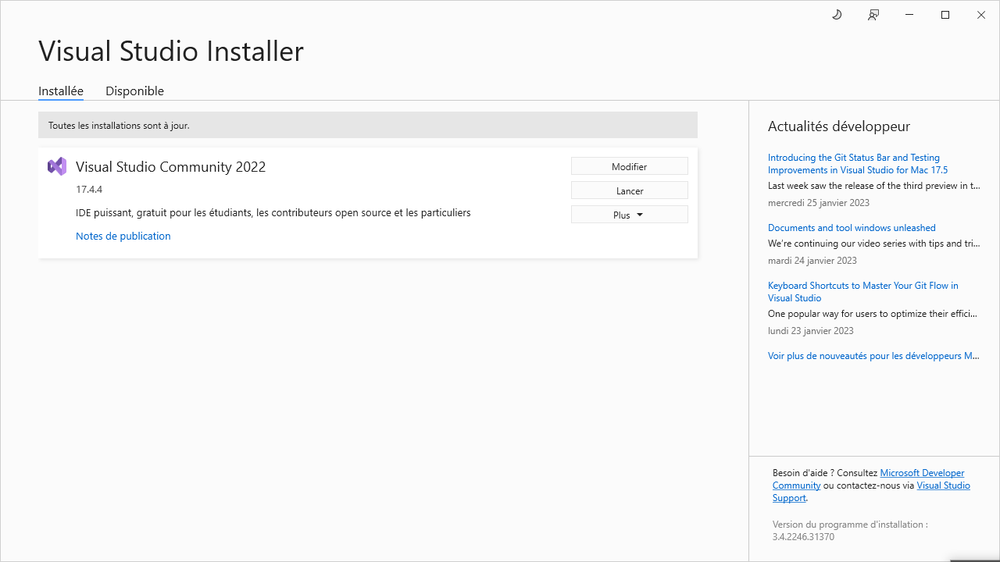 Visual Studio Installer
Installée
Disponible
Toutes les installations sont à jour.
Visual Studio Community 2022
17.4.4
IDE puissant, gratuit pour les étudiants, les contributeurs open source et les particuliers
Notes de publication
Modifier
Lancer
Plus
Actualités développeur
Introducing the Git Status Bar and Testing
Improvements in Visual Studio for Mac 17.5
Last week saw the release of the third preview in t...
mercredi 25 janvier 2023
Documents and tool windows unleashed
We’re continuing our video series with tips and tri...
mardi 24 janvier 2023
Keyboard Shortcuts to Master Your Git Flow in
Visual Studio
One popular way for users to optimize their effici...
lundi 23 janvier 2023
Voir plus de nouveautés pour les développeurs M...
Besoin d'aide ? Consultez Microsoft Developer
Community ou contactez-nous via Visual Studio
Support.
Version du programme d'installation :
3.4.2246.31370